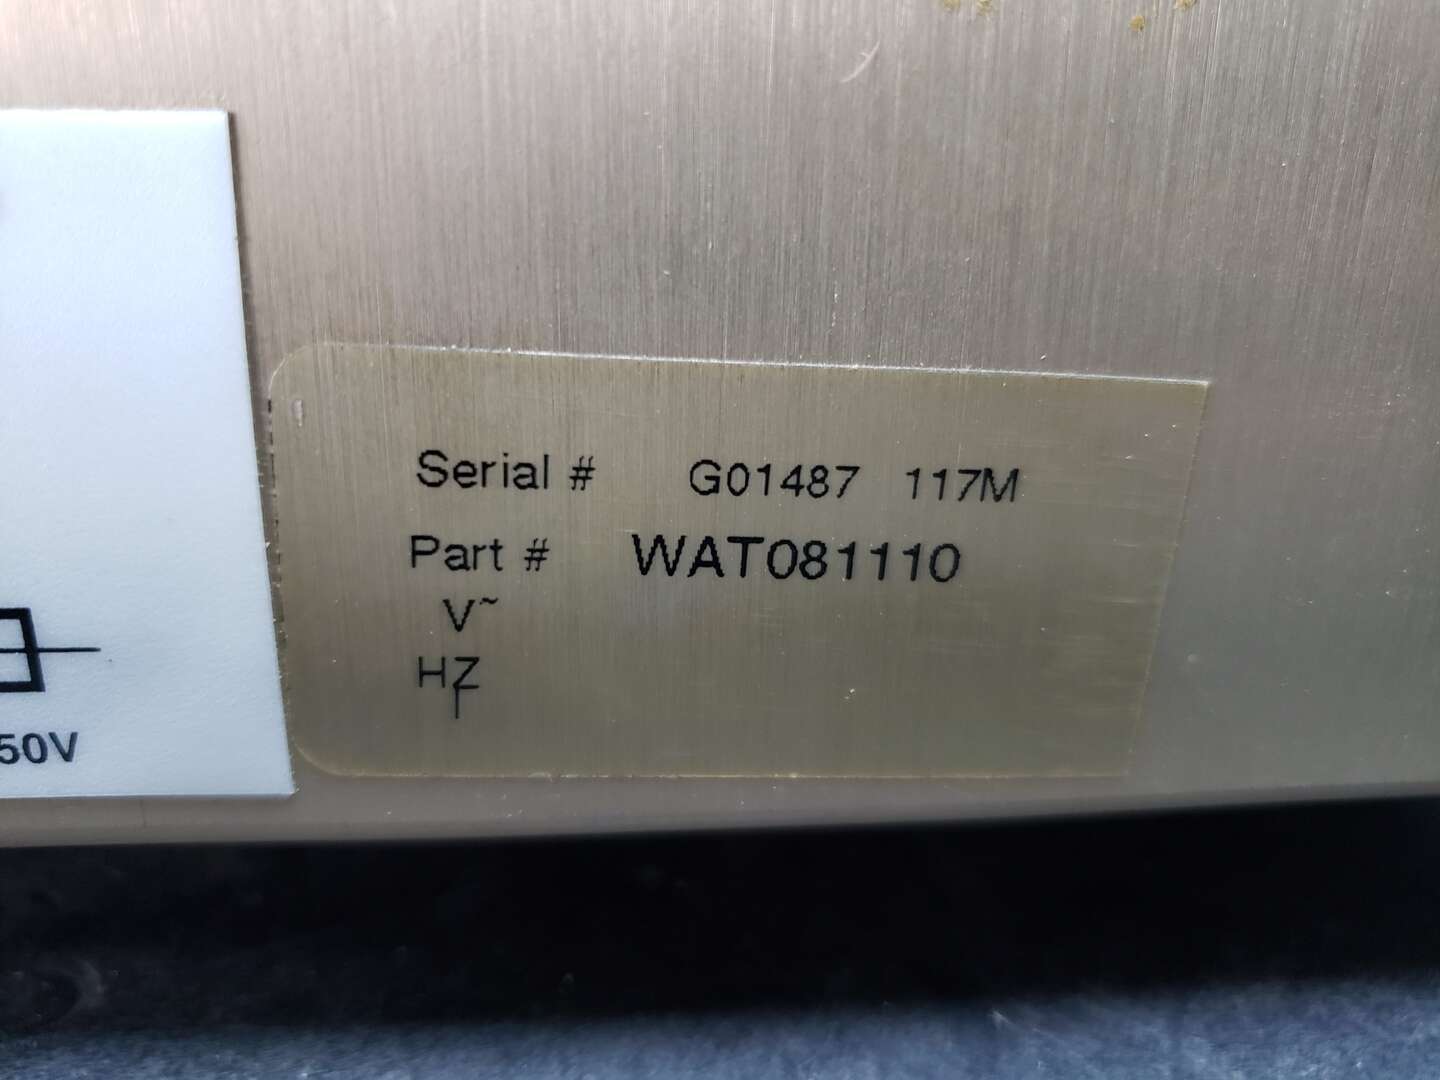 Serial # G01487 117M
Part # WAT081110
V~
HZ
50V